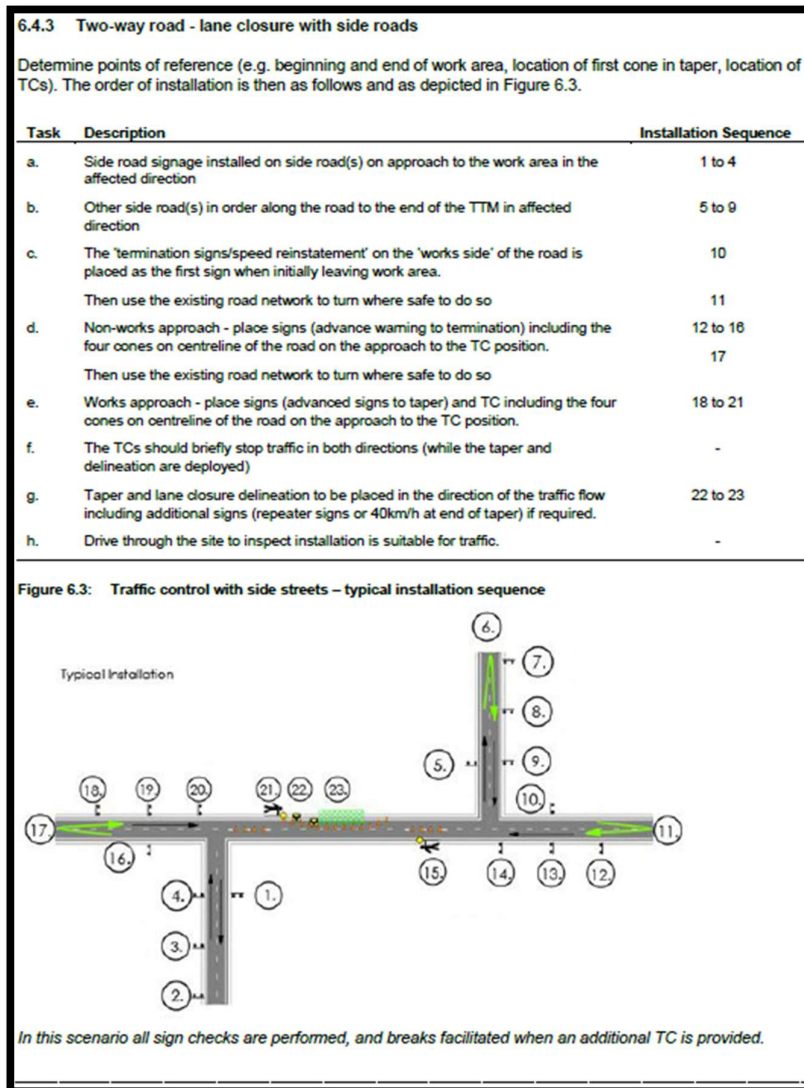 6.4.3 Two-way road - lane closure with side roads
Determine points of reference (e.g. beginning and end of work area, location of first cone in taper, location of
TCs). The order of installation is then as follows and as depicted in Figure 6.3.
Task Description Installation Sequence
a. Side road signage installed on side road(s) on approach to the work area in the 1 to 4
affected direction
b. Other side road(s) in order along the road to the end of the TTM in affected 5 to 9
direction
c. The 'termination signs/speed reinstatement' on the 'works side' of the road is 10
placed as the first sign when initially leaving work area.
Then use the existing road network to turn where safe to do so 11
d. Non-works approach - place signs (advance warning to termination) including the 12 to 16
four cones on centreline of the road on the approach to the TC position.
17
Then use the existing road network to turn where safe to do so
e. Works approach - place signs (advanced signs to taper) and TC including the four 18 to 21
cones on centreline of the road on the approach to the TC position.
f. The TCs should briefly stop traffic in both directions (while the taper and -
delineation are deployed)
g. Taper and lane closure delineation to be placed in the direction of the traffic flow 22 to 23
including additional signs (repeater signs or 40km/h at end of taper) if required.
h. Drive through the site to inspect installation is suitable for traffic. -
Figure 6.3: Traffic control with side streets – typical installation sequence
6.
Typical Installation
7.
8.
5. 9.
18. 19. 20. 21. 22. 23. 10.
17. 11.
16. 15. 14. 13. 12.
4. 1.
3.
2.
In this scenario all sign checks are performed, and breaks facilitated when an additional TC is provided.